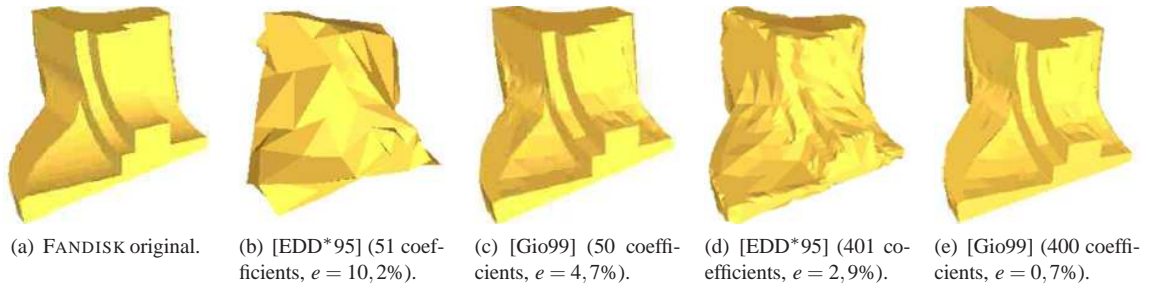 (a) FANDISK original.
(b) [EDD*95] (51 coef-
ficients, e = 10,2%).
(c) [Gio99] (50 coeffi-
cients, e = 4,7%).
(d) [EDD*95] (401 co-
efficients, e = 2,9%).
(e) [Gio99] (400 coeffi-
cients, e = 0,7%).